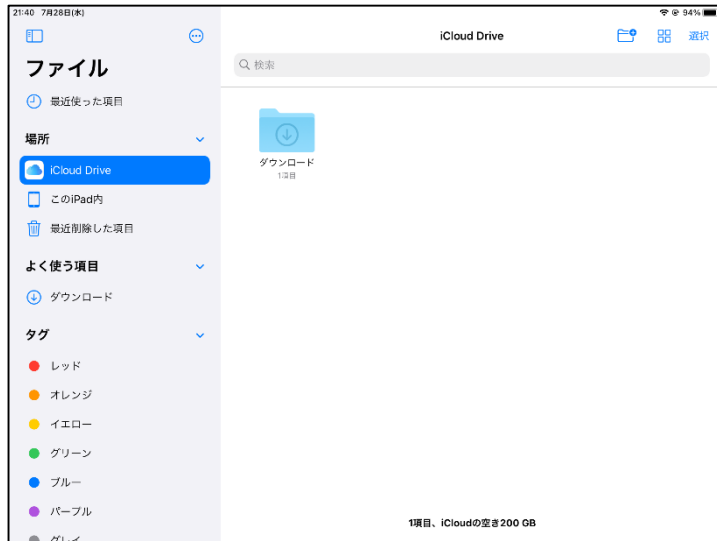 21:40 7月28日(水)
94%
ファイル
最近使った項目
場所
iCloud Drive
このiPad内
最近削除した項目
よく使う項目
ダウンロード
タグ
レッド
オレンジ
イエロー
グリーン
ブルー
パープル
グレイ
iCloud Drive
選択
検索
ダウンロード
1項目
1項目、iCloudの空き200 GB